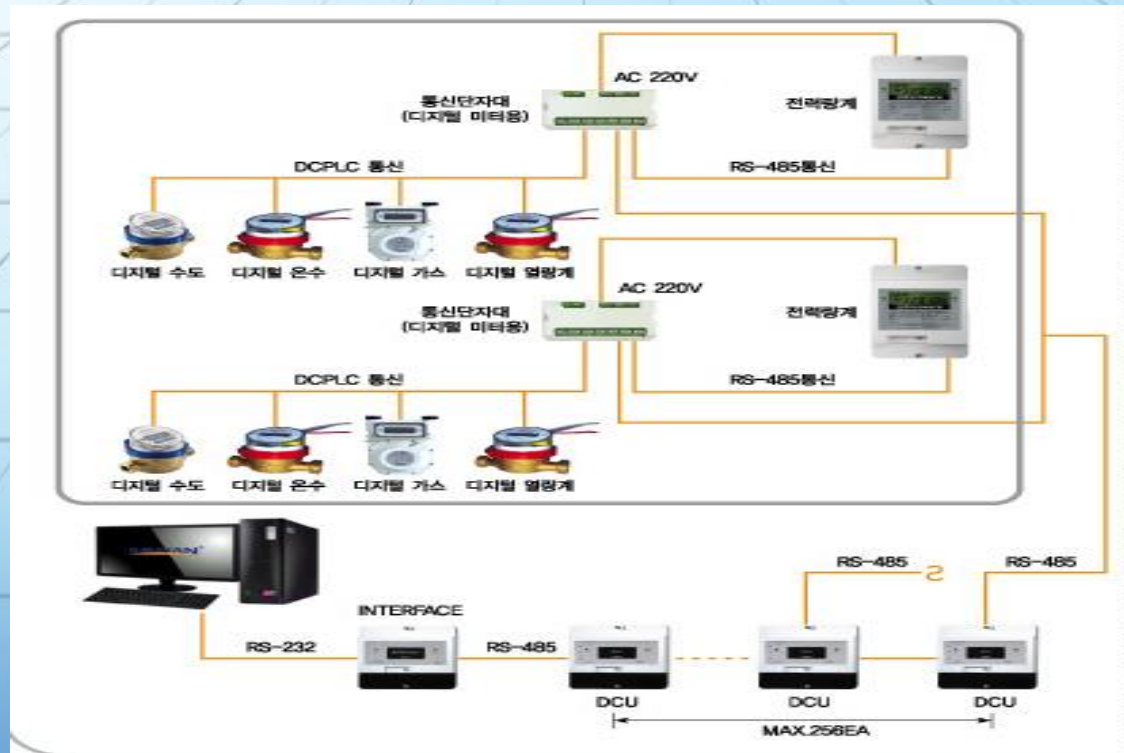 AC 220V
통신단자대
(디지털 미터용)
전력량계
DCPLC 통신
RS-485통신
디지털 수도
디지털 온수
디지털 가스
디지털 열량계
AC 220V
통신단자대
(디지털 미터용)
전력량계
DCPLC 통신
RS-485통신
디지털 수도
디지털 온수
디지털 가스
디지털 열량계
RS-485
RS-485
INTERFACE
RS-232
RS-485
DCU
DCU
DCU
MAX.256EA